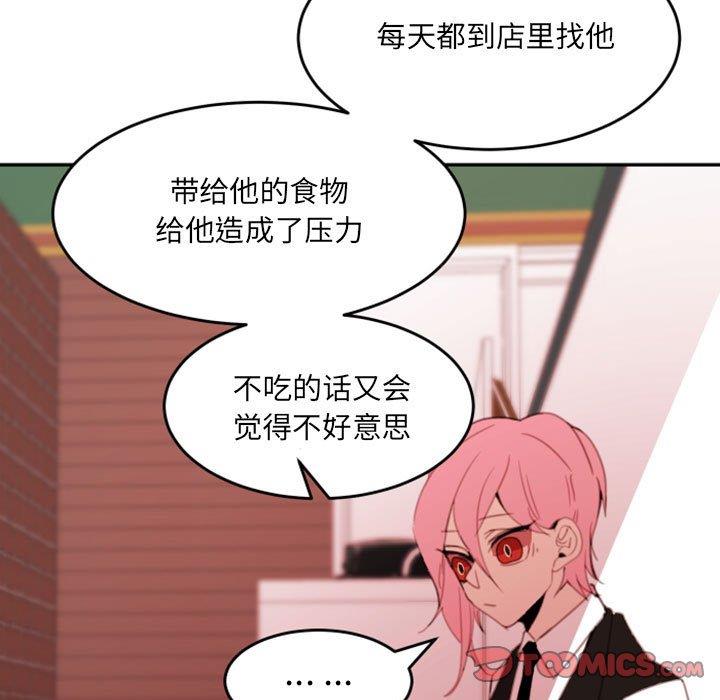 每天都到店里找他
带给他的食物
给他造成了压力
不吃的话又会
觉得不好意思
... ...
TOOMICS.COM